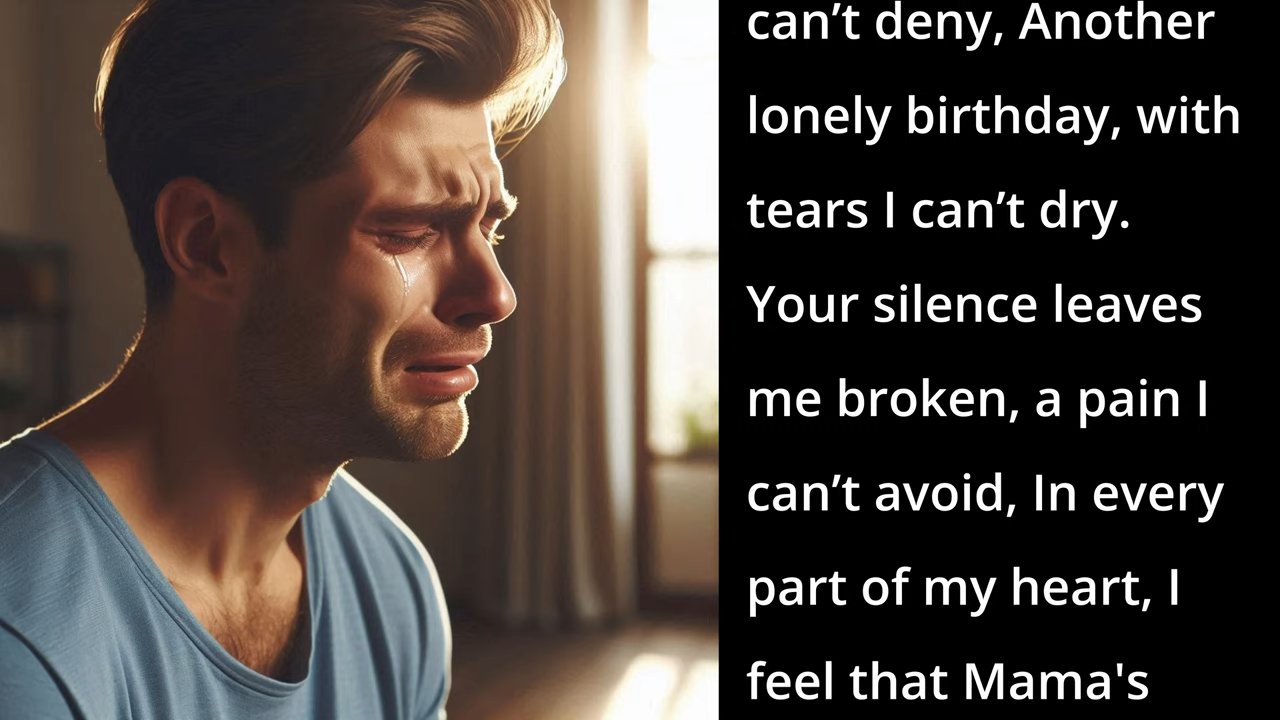 can’t deny, Another
lonely birthday, with
tears I can’t dry.
Your silence leaves
me broken, a pain I
can’t avoid, In every
part of my heart, I
feel that Mama's